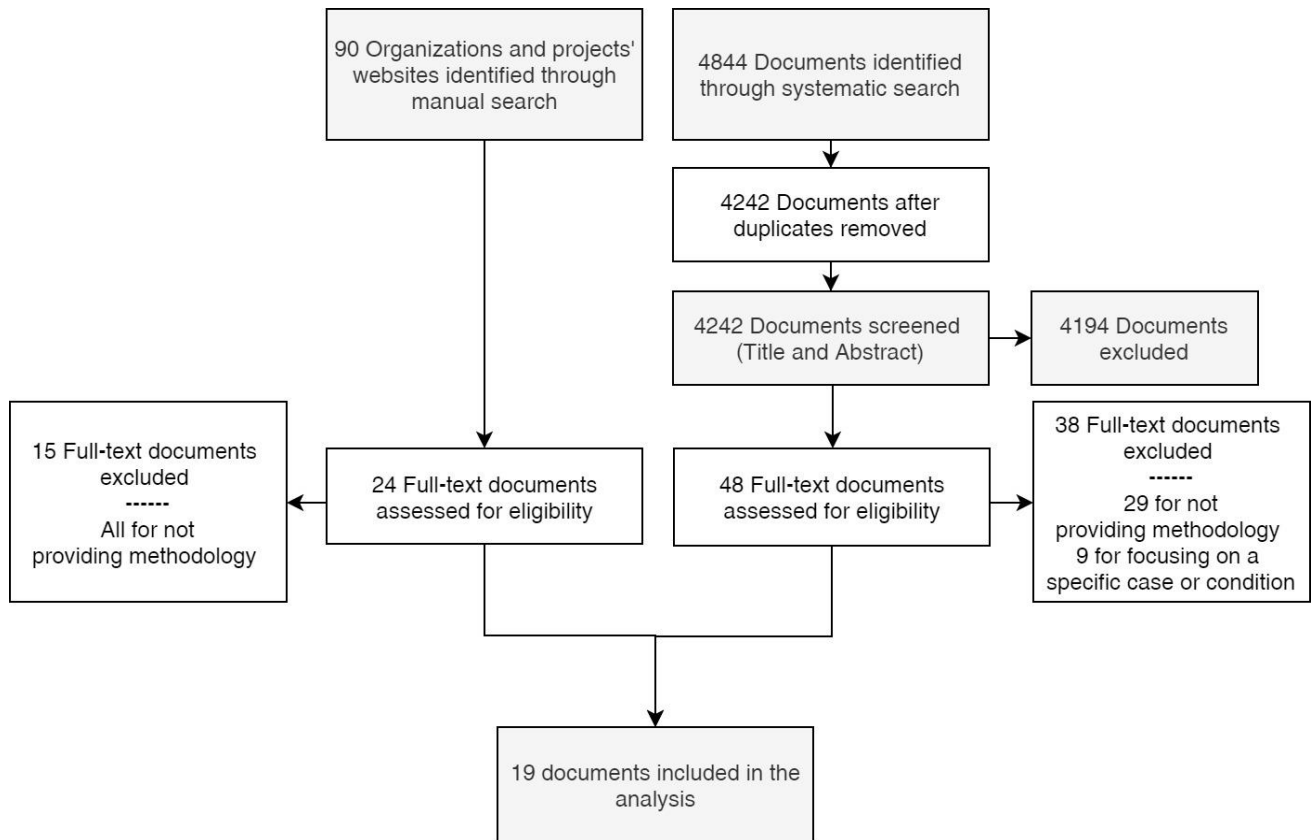 90 Organizations and projects'
websites identified through
manual search
4844 Documents identified
through systematic search
4242 Documents after
duplicates removed
4242 Documents screened
(Title and Abstract)
4194 Documents
excluded
15 Full-text documents
excluded
------
All for not
providing methodology
24 Full-text documents
assessed for eligibility
48 Full-text documents
assessed for eligibility
38 Full-text documents
excluded
------
29 for not
providing methodology
9 for focusing on a
specific case or condition
19 documents included in the
analysis